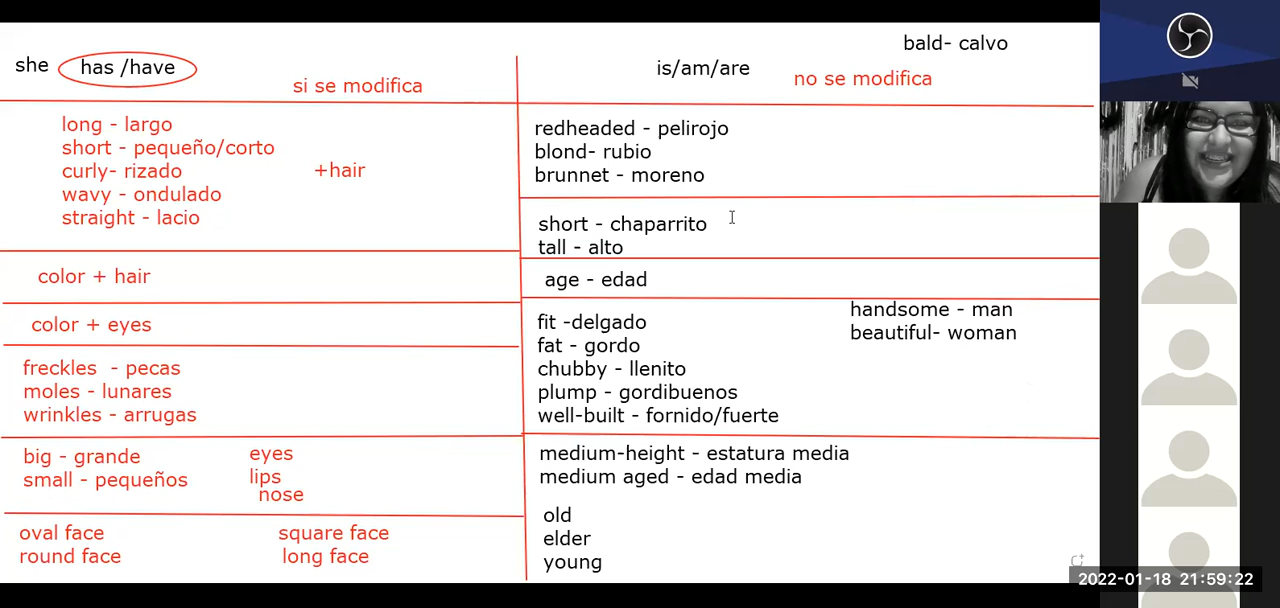 bald- calvo
she has /have
si se modifica
is/am/are
no se modifica
long - largo
short - pequeño/corto
curly- rizado
+hair
wavy - ondulado
straight - lacio
color + hair
color + eyes
freckles - pecas
moles - lunares
wrinkles - arrugas
big - grande
small - pequeños
eyes
lips
nose
oval face
round face
square face
long face
redheaded - pelirojo
blond- rubio
brunnet - moreno
short - chaparrito
tall - alto
age - edad
fit -delgado
fat - gordo
chubby - llenito
plump - gordibuenos
well-built - fornido/fuerte
handsome - man
beautiful- woman
medium-height - estatura media
medium aged - edad media
old
elder
young
2022-01-18 21:59:22